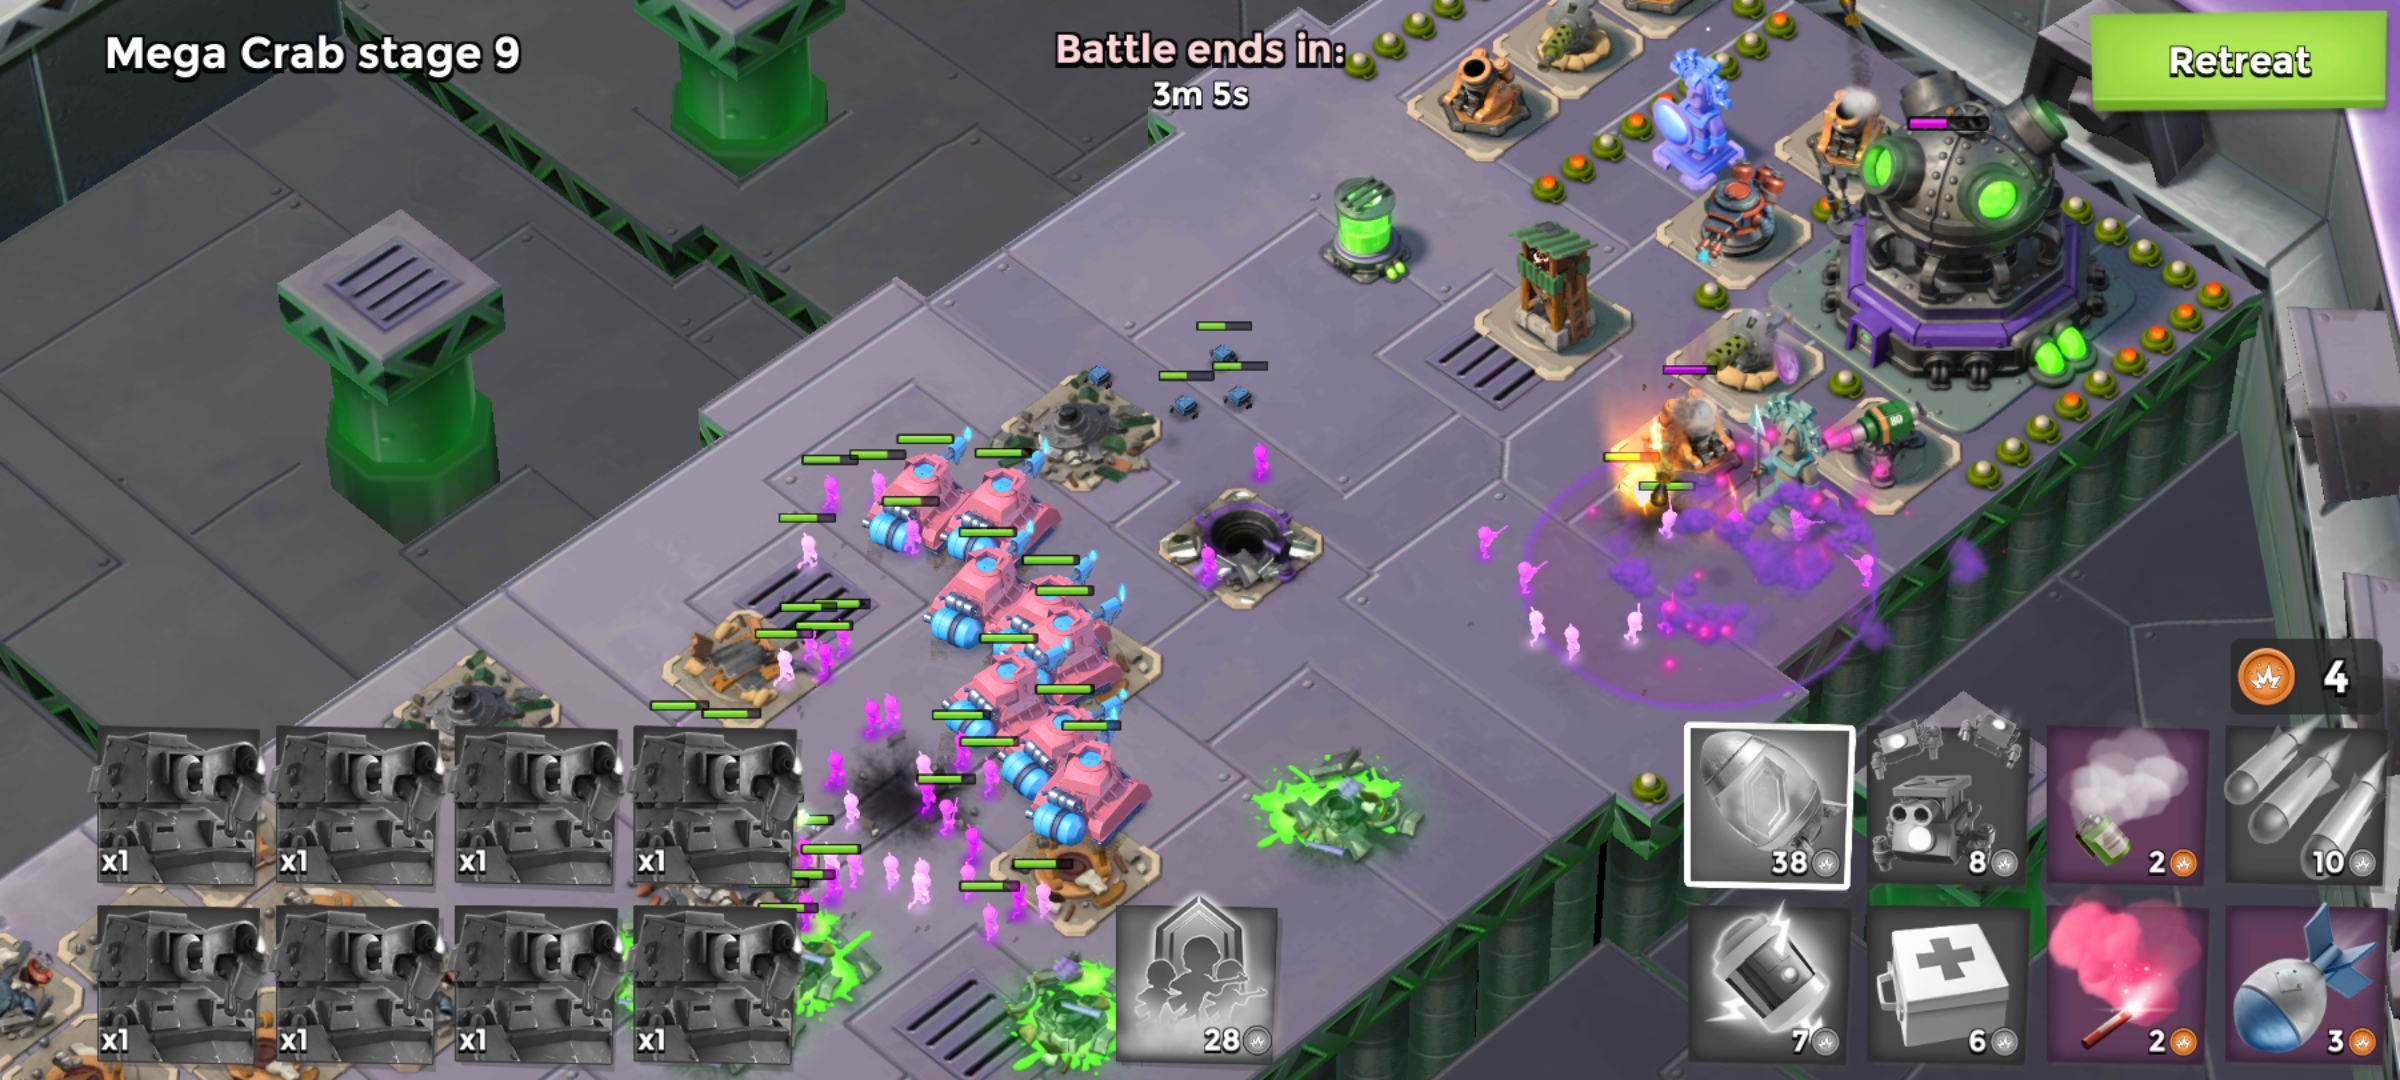 Mega Crab stage 9
Battle ends in:
3m 5s
Retreat
80
4
38
8
2
10
x1
x1
x1
x1
x1
x1
x1
x1
28
7
6
2
3